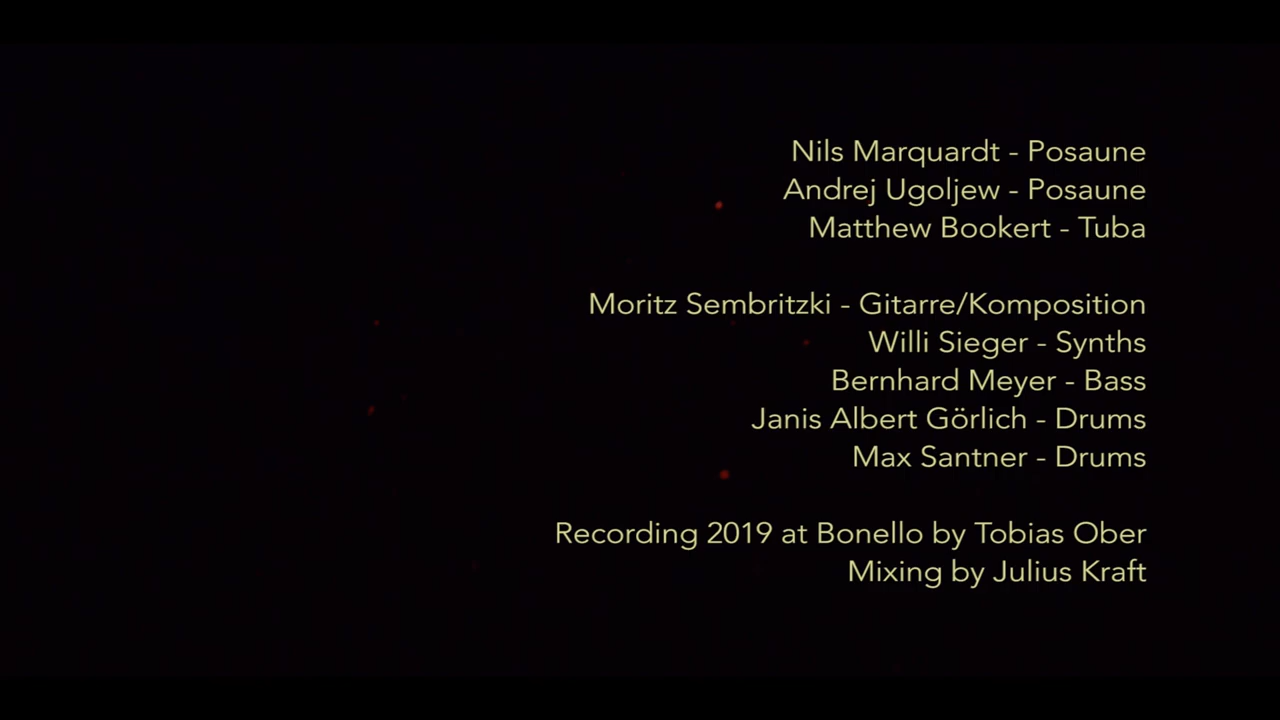 Nils Marquardt - Posaune
Andrej Ugoljew - Posaune
Matthew Bookert - Tuba
Moritz Sembritzki - Gitarre/Komposition
Willi Sieger - Synths
Bernhard Meyer - Bass
Janis Albert Görlich - Drums
Max Santner - Drums
Recording 2019 at Bonello by Tobias Ober
Mixing by Julius Kraft